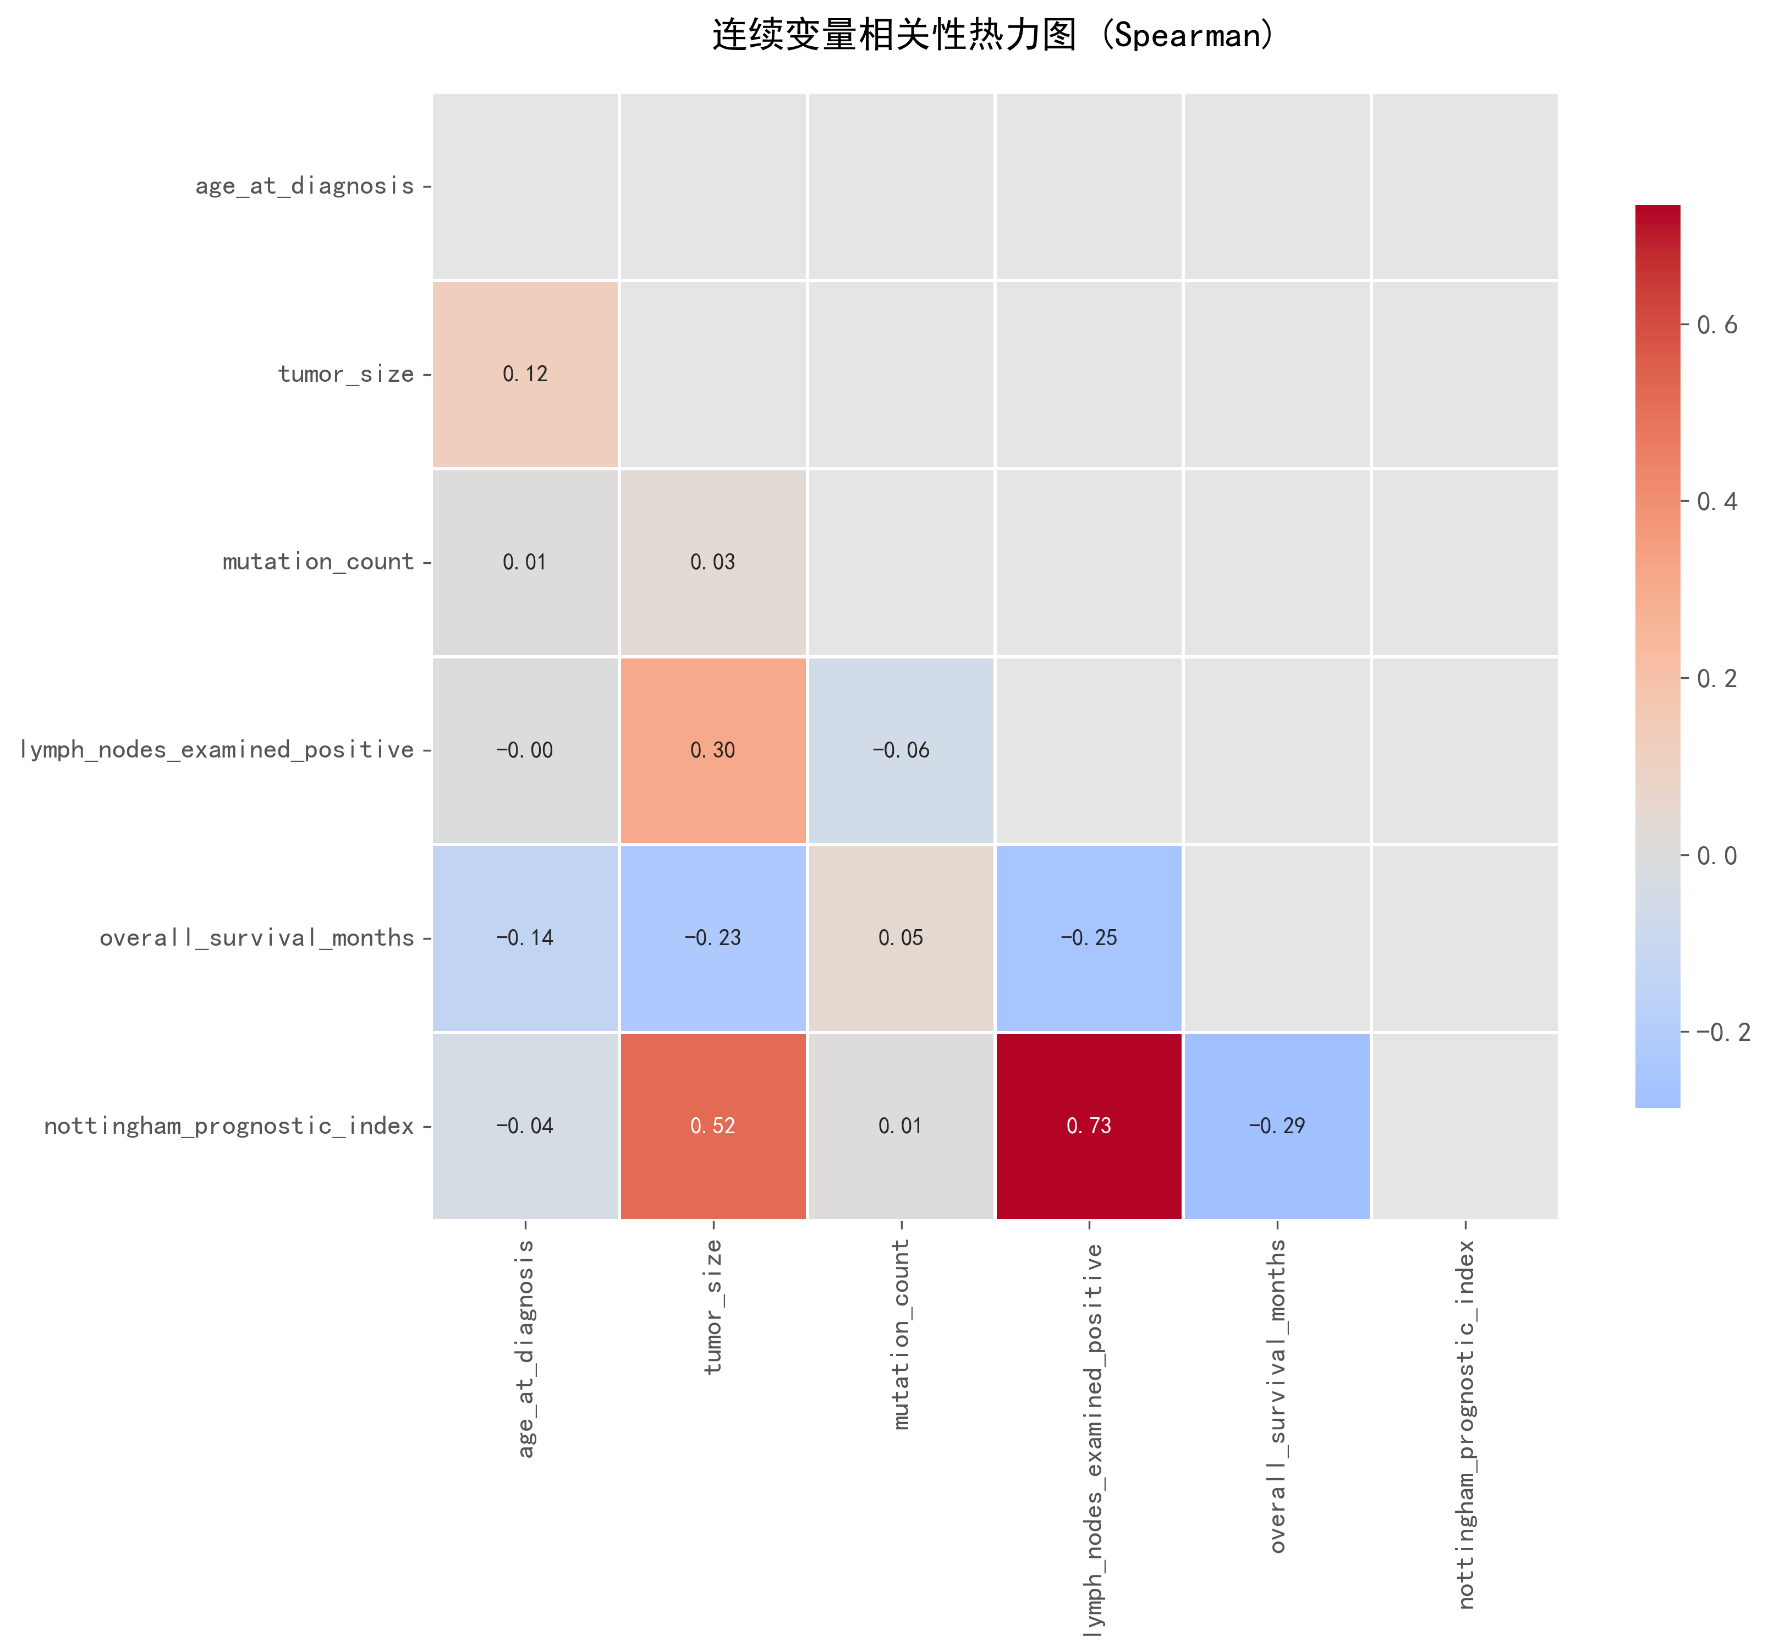 连续变量相关性热力图 (Spearman)
age_at_diagnosis
tumor_size
0.12
mutation_count
0.01 0.03
lymph_nodes_examined_positive
-0.00 0.30 -0.06
overall_survival_months
-0.14 -0.23 0.05 -0.25
nottingham_prognostic_index
-0.04 0.52 0.01 0.73 -0.29
age_at_diagnosis
tumor_size
mutation_count
lymph_nodes_examined_positive
overall_survival_months
nottingham_prognostic_index
0.6
0.4
0.2
0.0
-0.2